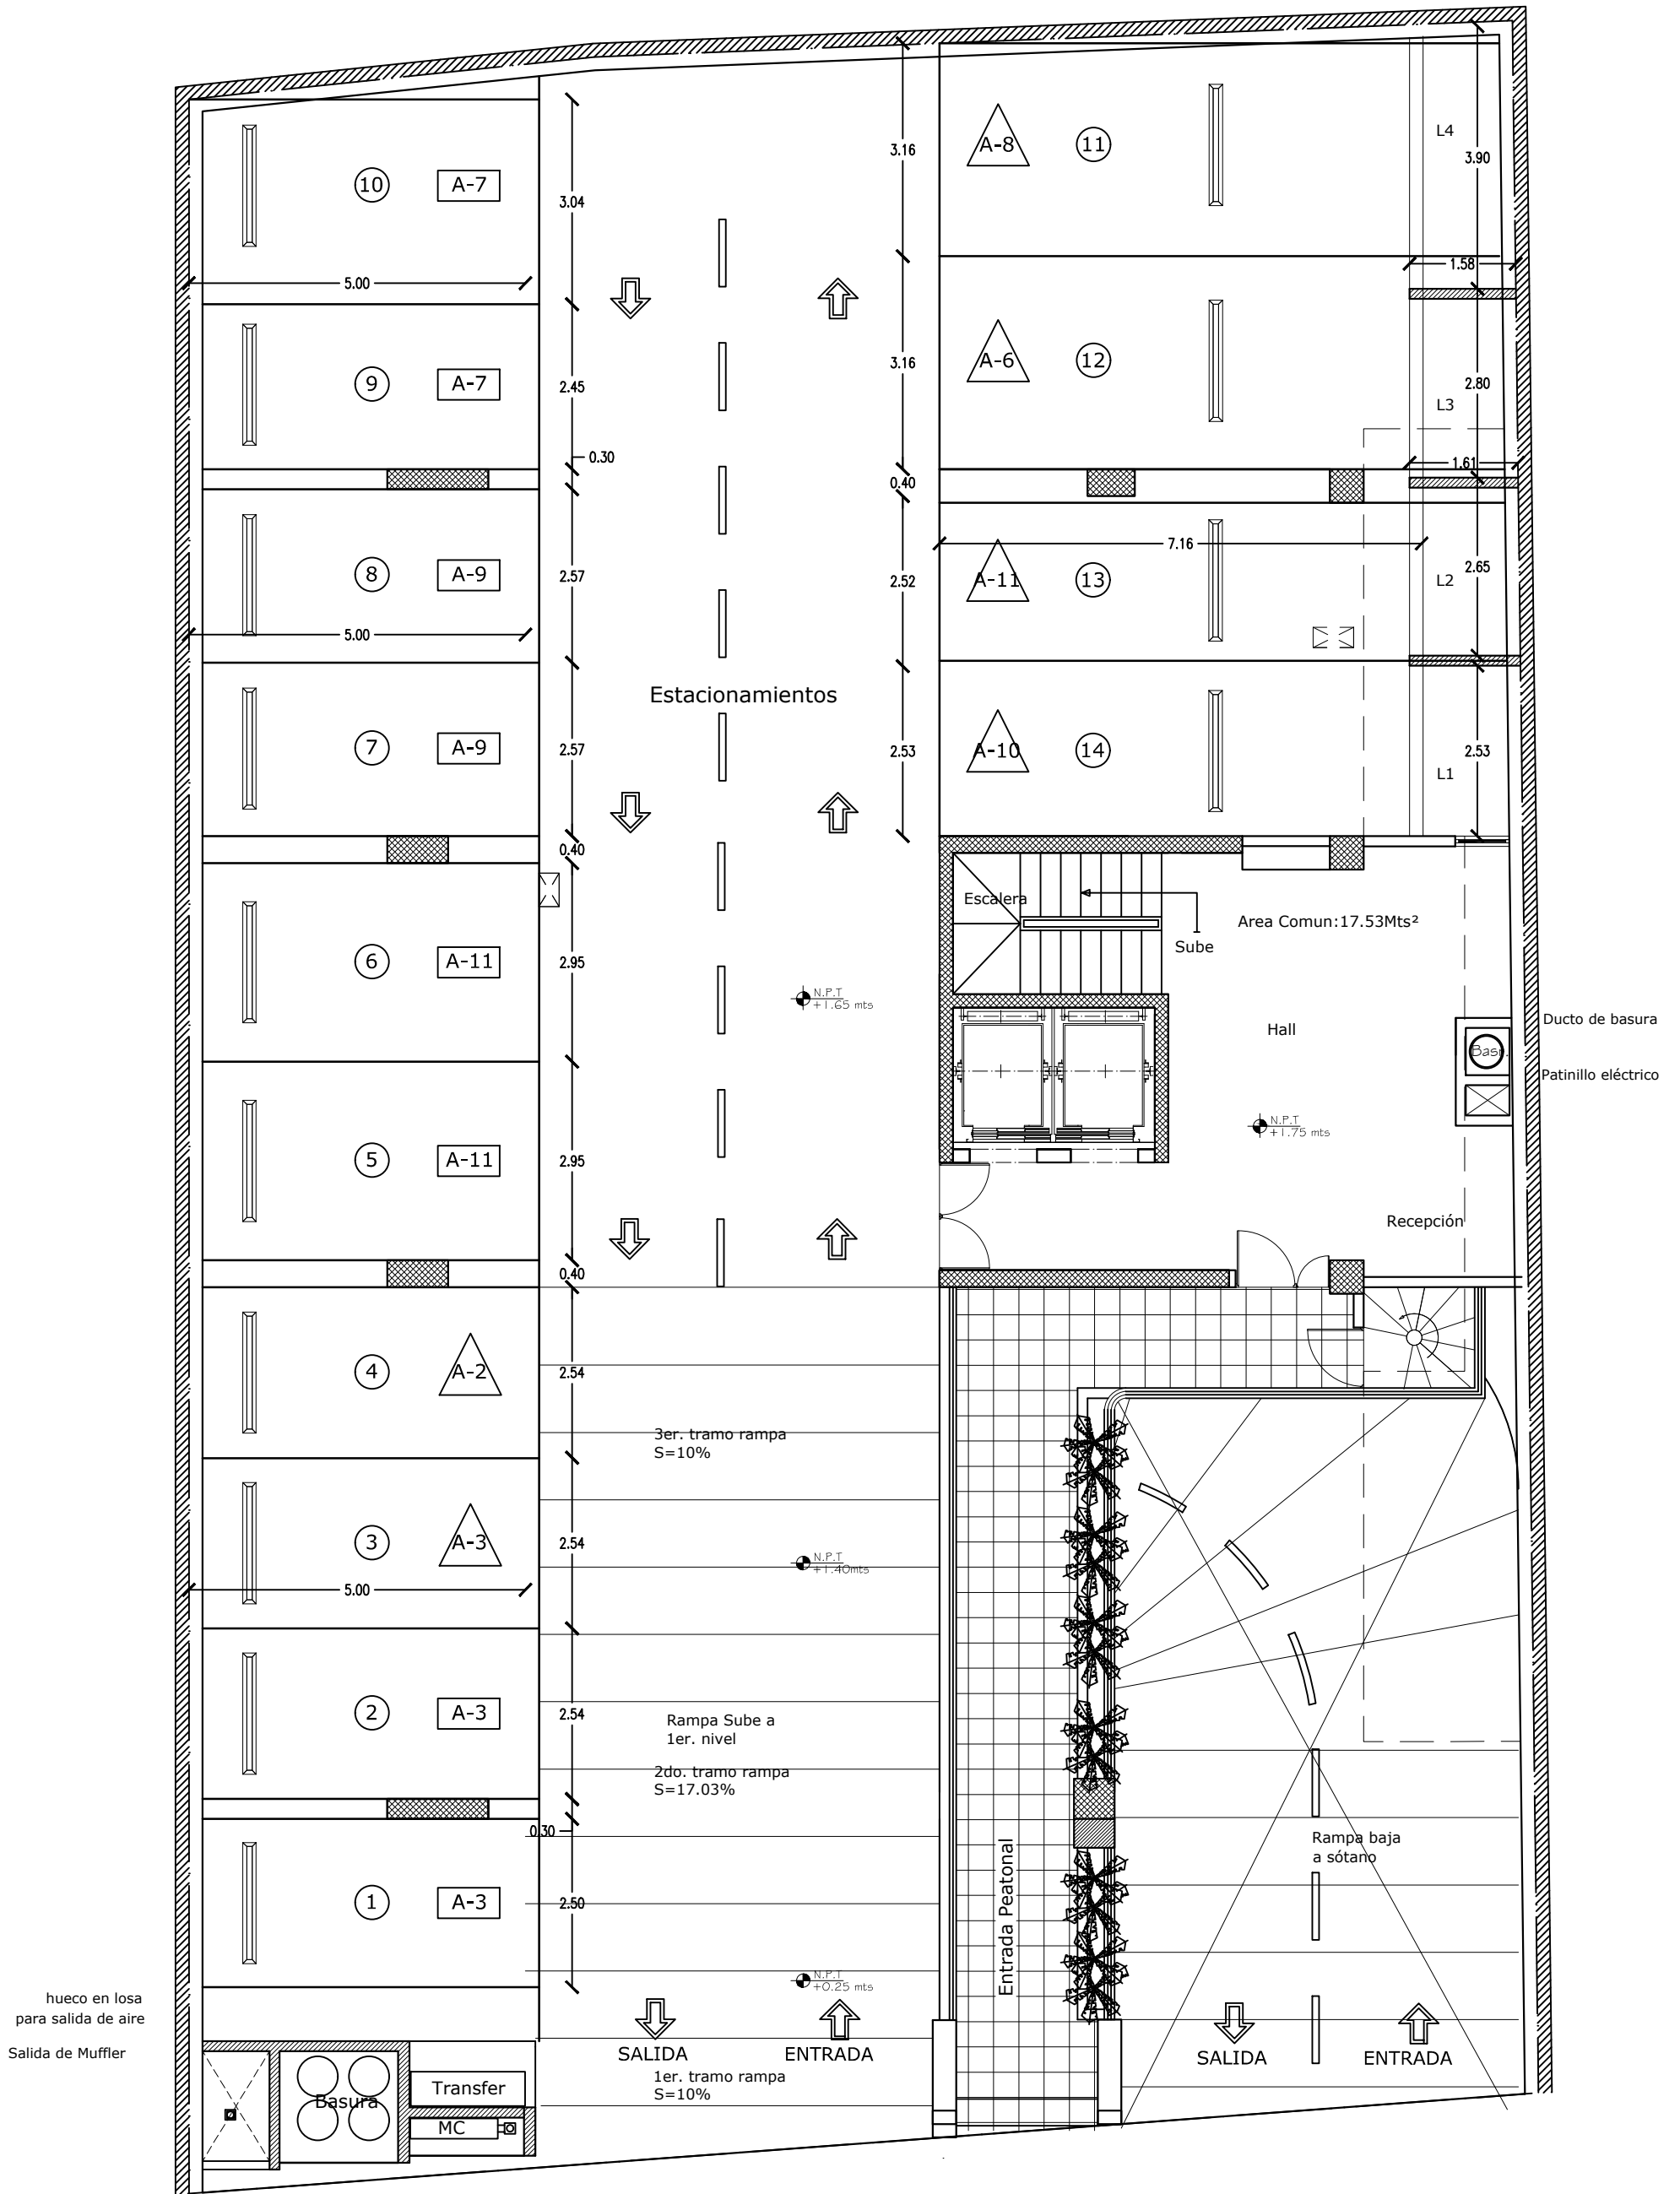 3.16
A-8
11
L4
3.90
10
A-7
3.04
5.00
1.58
3.16
A-6
12
2.80
9
A-7
2.45
L3
0.30
1.61
0.40
8
A-9
2.57
7.16
2.52
A-11
13
L2
2.65
5.00
Estacionamientos
7
A-9
2.57
2.53
A-10
14
L1
2.53
0.40
Escalera
Area Comun:17.53Mts²
Sube
6
A-11
2.95
N.P.T
+1.65 mts
Hall
Ducto de basura
Patinillo eléctrico
N.P.T
+1.75 mts
5
A-11
2.95
Recepción
0.40
4
A-2
2.54
3er. tramo rampa
S=10%
3
A-3
2.54
N.P.T
+1.40mts
5.00
2
A-3
2.54
Rampa Sube a
1er. nivel
2do. tramo rampa
S=17.03%
0.30
Rampa baja
a sótano
1
A-3
2.50
Entrada Peatonal
N.P.T
+0.25 mts
hueco en losa
para salida de aire
Salida de Muffler
SALIDA
ENTRADA
SALIDA
ENTRADA
1er. tramo rampa
S=10%
Basura
Transfer
MC